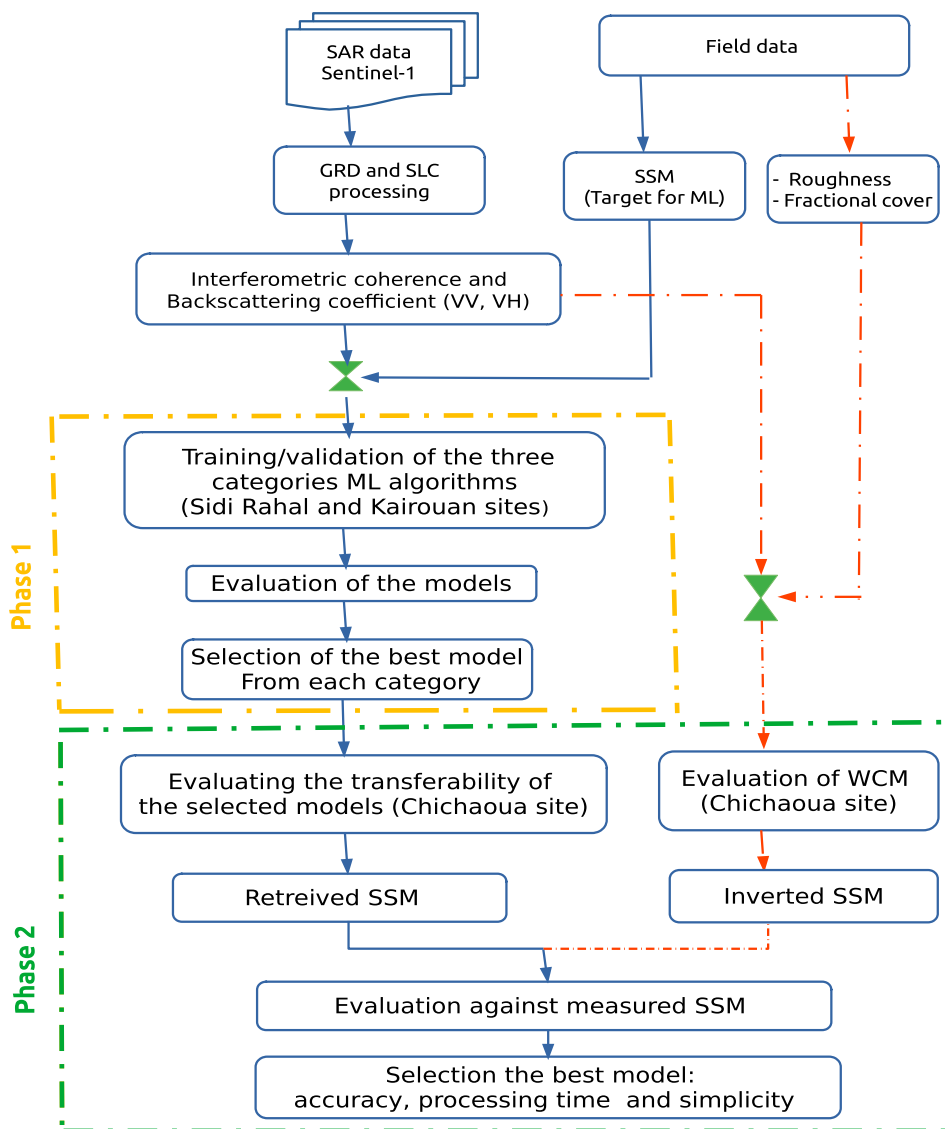 SAR data
Sentinel-1
Field data
GRD and SLC
processing
SSM
(Target for ML)
- Roughness
- Fractional cover
Interferometric coherence and
Backscattering coefficient (VV, VH)
Phase 1
Training/validation of the three
categories ML algorithms
(Sidi Rahal and Kairouan sites)
Evaluation of the models
Selection of the best model
From each category
Phase 2
Evaluating the transferability of
the selected models (Chichaoua site)
Evaluation of WCM
(Chichaoua site)
Retreived SSM
Inverted SSM
Evaluation against measured SSM
Selection the best model:
accuracy, processing time and simplicity